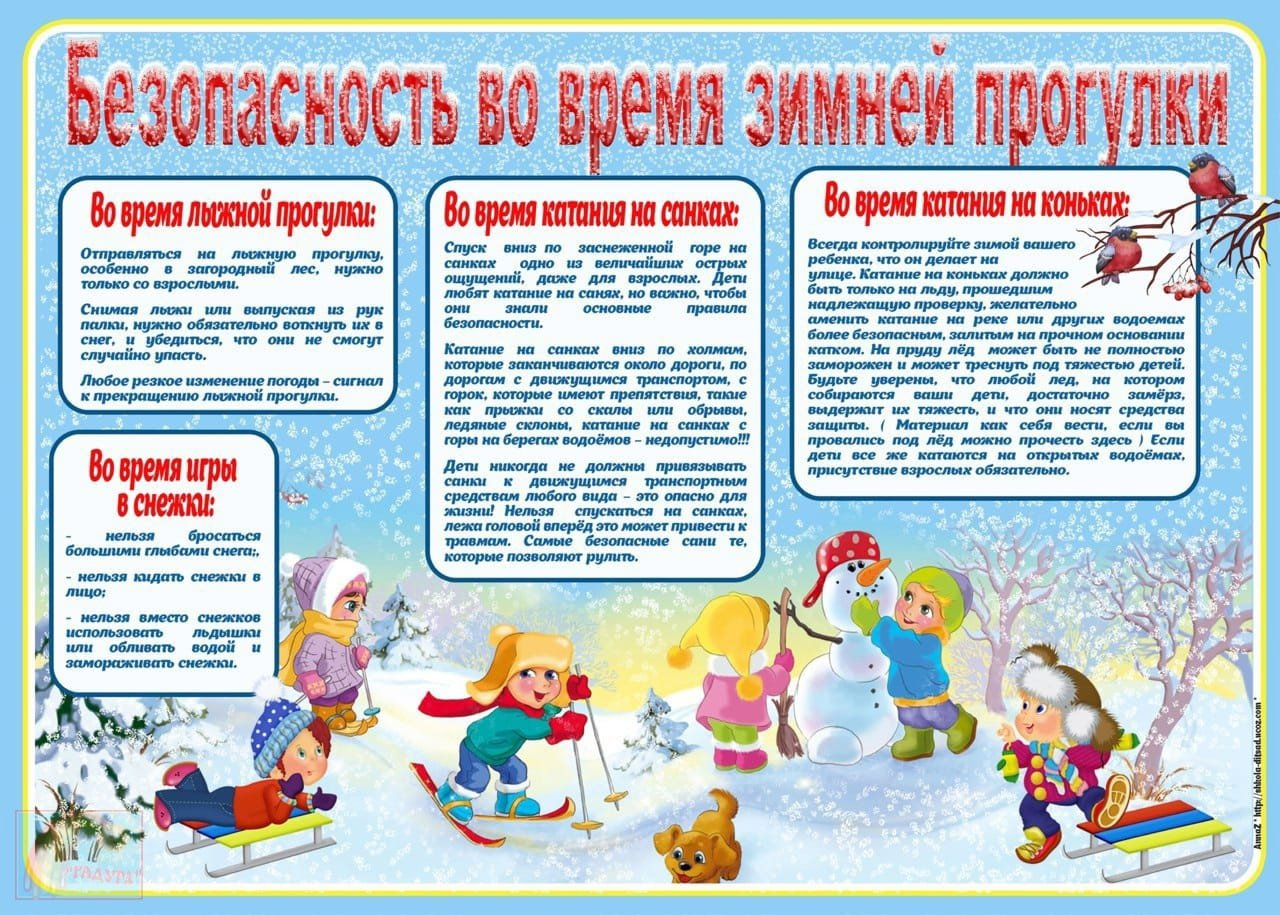 Безопасность во время зимней прогулки
Во время лыжной прогулки:
Отправляться на лыжную прогулку,
особенно в загородный лес, нужно
только со взрослыми.
Снимая лыжи или выпуская из рук
палки, нужно обязательно воткнуть их в
снег, и убедиться, что они не смогут
случайно упасть.
Любое резкое изменение погоды – сигнал
к прекращению лыжной прогулки.
Во время игры
в снежки:
- нельзя бросаться
большими глыбами снега;,
- нельзя кидать снежки в
лицо;
- нельзя вместо снежков
использовать льдышки
или обливать водой и
замораживать снежки.
Во время катания на санках:
Спуск вниз по заснеженной горе на
санках одно из величайших острых
ощущений, даже для взрослых. Дети
любят катание на санях, но важно, чтобы
они знали основные правила
безопасности.
Катание на санках вниз по холмам,
которые заканчиваются около дороги, по
дорогам с движущимся транспортом, с
горок, которые имеют препятствия, такие
как прыжки со скалы или обрывы,
ледяные склоны, катание на санках с
горы на берегах водоёмов – недопустимо!!!
Дети никогда не должны привязывать
санки к движущимся транспортным
средствам любого вида – это опасно для
жизни! Нельзя спускаться на санках,
лежа головой вперёд это может привести к
травмам. Самые безопасные сани те,
которые позволяют рулить.
Во время катания на коньках:
Всегда контролируйте зимой вашего
ребенка, что он делает на
улице. Катание на коньках должно
быть только на льду, прошедшим
надлежащую проверку, желательно
аменить катание на реке или других водоемах
более безопасным, залитым на прочном основании
катком. На пруду лёд может быть не полностью
заморожен и может треснуть под тяжестью детей.
Будьте уверены, что любой лед, на котором
собираются ваши дети, достаточно замёрз,
выдержит их тяжесть, и что они носят средства
защиты. ( Материал как себя вести, если вы
провались под лёд можно прочесть здесь ) Если
дети все же катаются на открытых водоёмах,
присутствие взрослых обязательно.
AnnaZ * http://shkola-ditsad.ucoz.com *
"РАДУГА"